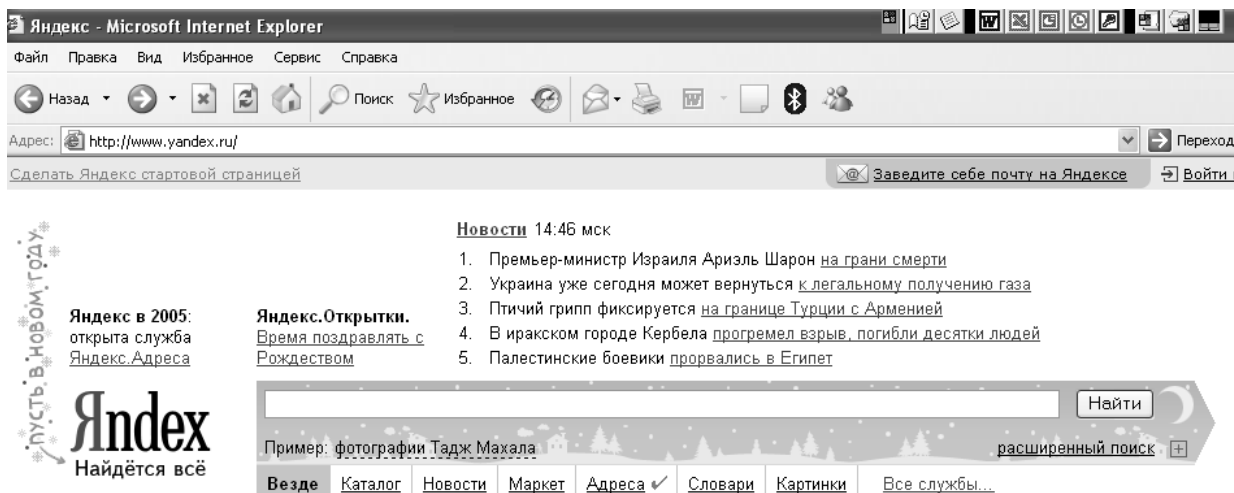 Яндекс - Microsoft Internet Explorer
Файл Правка Вид Избранное Сервис Справка
Назад Поиск Избранное
Адрес: http://www.yandex.ru/ Переход
Сделать Яндекс стартовой страницей Заведите себе почту на Яндексе Войти
Новости 14:46 мск
1. Премьер-министр Израиля Ариэль Шарон на грани смерти
2. Украина уже сегодня может вернуться к легальному получению газа
3. Птичий грипп фиксируется на границе Турции с Арменией
4. В иракском городе Кербела прогремел взрыв, погибли десятки людей
5. Палестинские боевики прорвались в Египет
Пусть в новом году
Яндекс в 2005:
открыта служба
Яндекс.Адреса
Яндекс.Открытки.
Время поздравлять с
Рождеством
Яndex
Найдётся всё
Найти
Пример: фотографии Тадж Махала расширенный поиск
Везде Каталог Новости Маркет Адреса Словари Картинки Все службы...